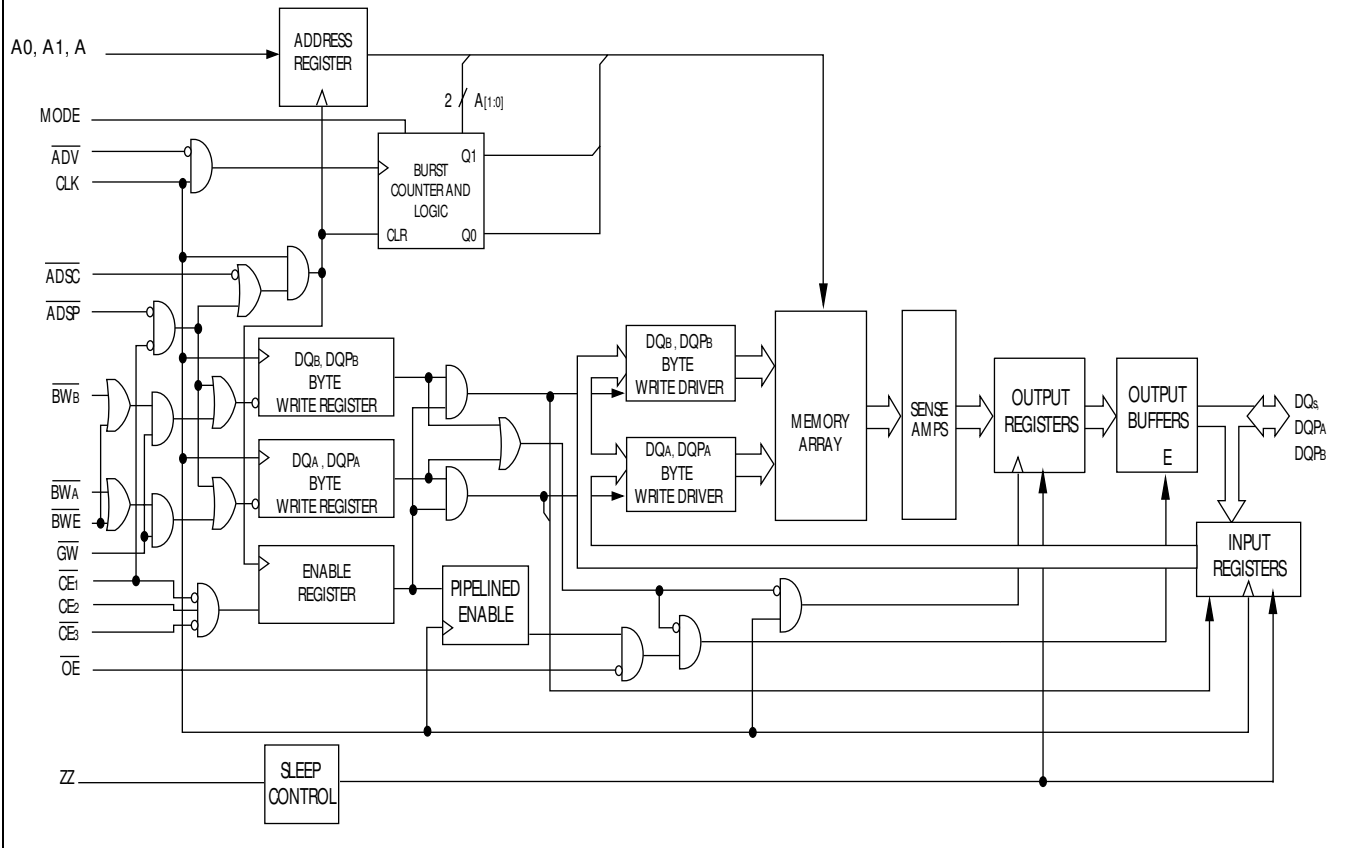 A0, A1, A
ADDRESS
REGISTER
2
A[1:0]
MODE
ADV
CLK
BURST
COUNTER AND
LOGIC
Q1
CLR
Q0
ADSC
ADSP
DQB, DQPB
BYTE
WRITE REGISTER
DQB, DQPB
BYTE
WRITE DRIVER
BWB
MEMORY
ARRAY
SENSE
AMPS
OUTPUT
REGISTERS
OUTPUT
BUFFERS
E
DQs,
DQPA
DQPB
DQA, DQPA
BYTE
WRITE REGISTER
DQA, DQPA
BYTE
WRITE DRIVER
BWA
BWE
GW
CE1
CE2
CE3
ENABLE
REGISTER
PIPELINED
ENABLE
INPUT
REGISTERS
OE
ZZ
SLEEP
CONTROL